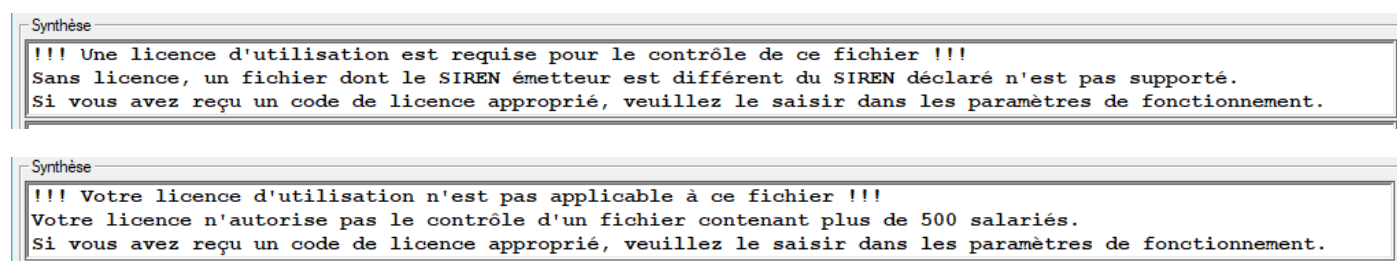 Synthèse
!!! Une licence d'utilisation est requise pour le contrôle de ce fichier !!!
Sans licence, un fichier dont le SIREN émetteur est différent du SIREN déclaré n'est pas supporté.
Si vous avez reçu un code de licence approprié, veuillez le saisir dans les paramètres de fonctionnement.
Synthèse
!!! Votre licence d'utilisation n'est pas applicable à ce fichier !!!
Votre licence n'autorise pas le contrôle d'un fichier contenant plus de 500 salariés.
Si vous avez reçu un code de licence approprié, veuillez le saisir dans les paramètres de fonctionnement.